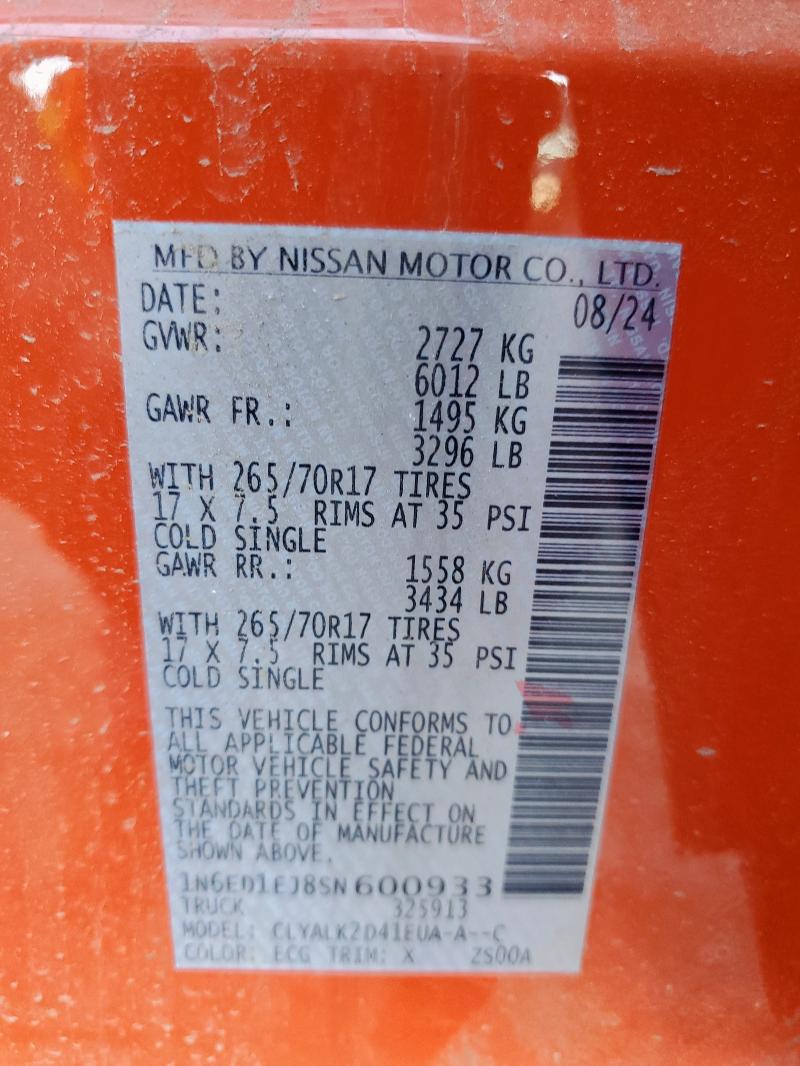 MFD BY NISSAN MOTOR CO., LTD.
DATE: 08/24
GVWR: 2727 KG
6012 LB
GAWR FR.: 1495 KG
3296 LB
WITH 265/70R17 TIRES
17 X 7.5 RIMS AT 35 PSI
COLD SINGLE
GAWR RR.: 1558 KG
3434 LB
WITH 265/70R17 TIRES
17 X 7.5 RIMS AT 35 PSI
COLD SINGLE
THIS VEHICLE CONFORMS TO
ALL APPLICABLE FEDERAL
MOTOR VEHICLE SAFETY AND
THEFT PREVENTION
STANDARDS IN EFFECT ON
THE DATE OF MANUFACTURE
SHOWN ABOVE.
1N6ED1EJ8SN600933
TRUCK 325913
MODEL: CLYALK2D41EUA-A--C
COLOR: ECG TRIM: X ZS00A